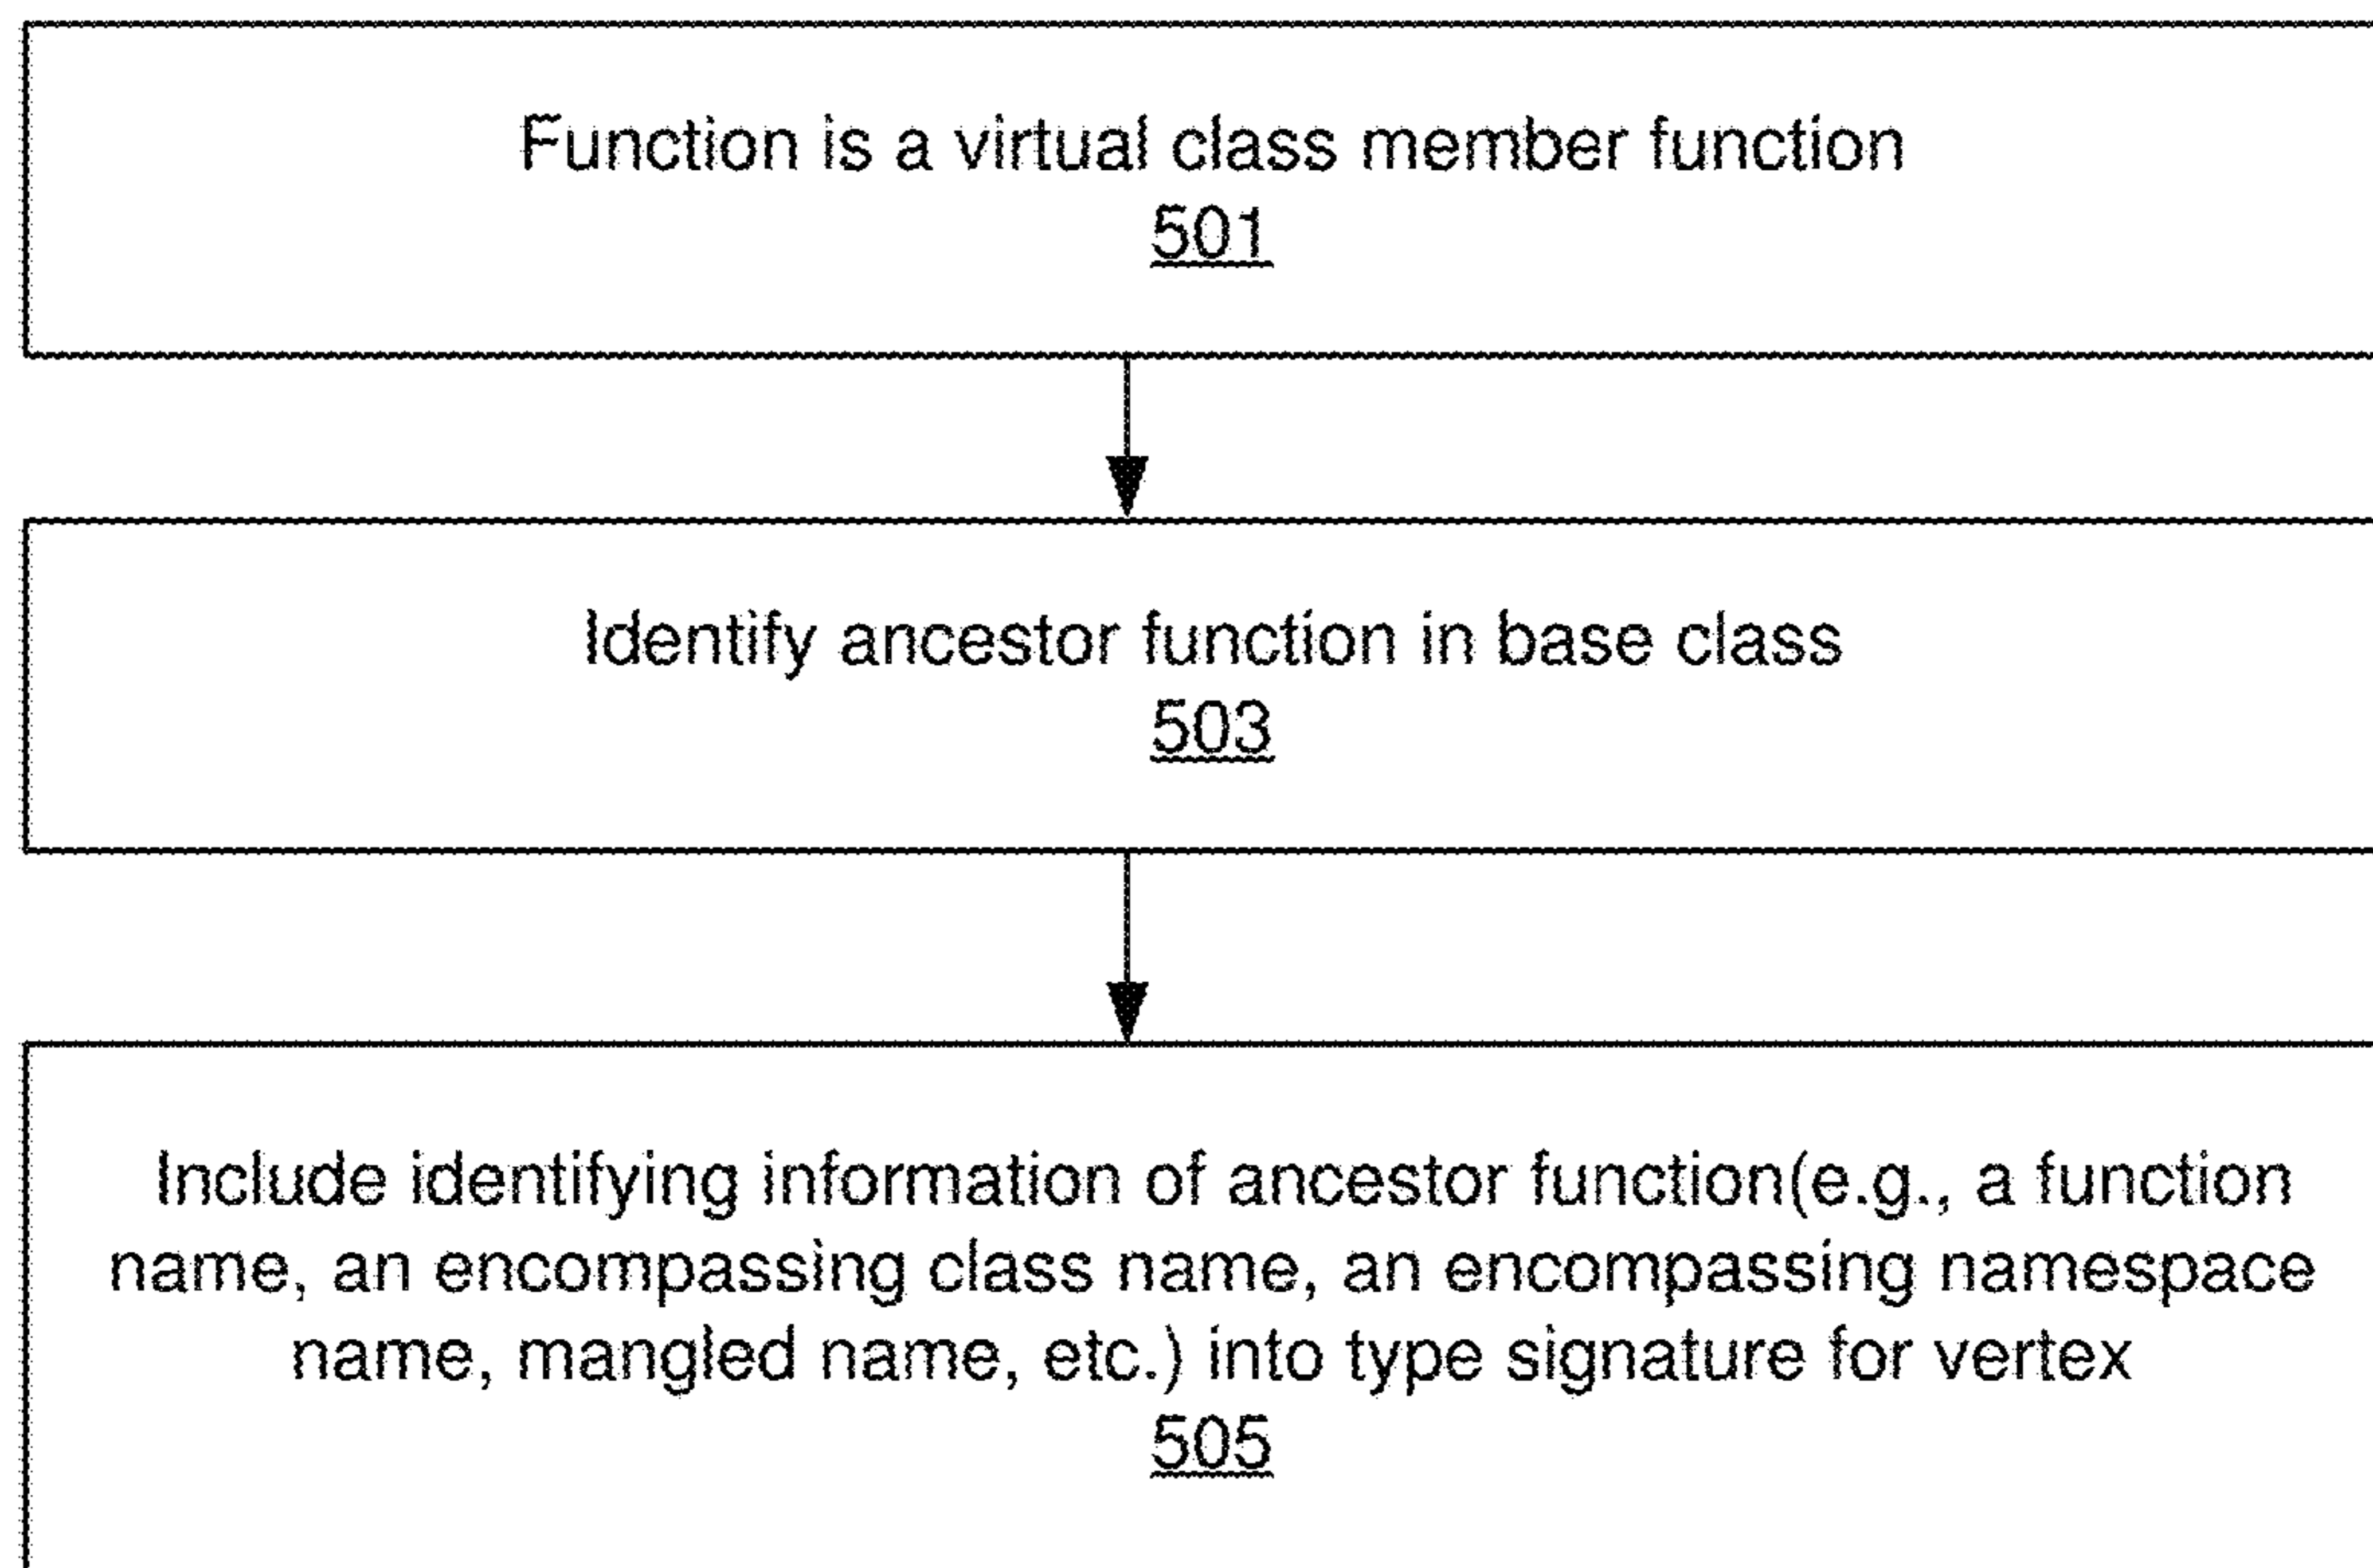 Function is a virtual class member function
501
Identify ancestor function in base class
503
Include identifying information of ancestor function(e.g., a function
name, an encompassing class name, an encompassing namespace
name, mangled name, etc.) into type signature for vertex
505